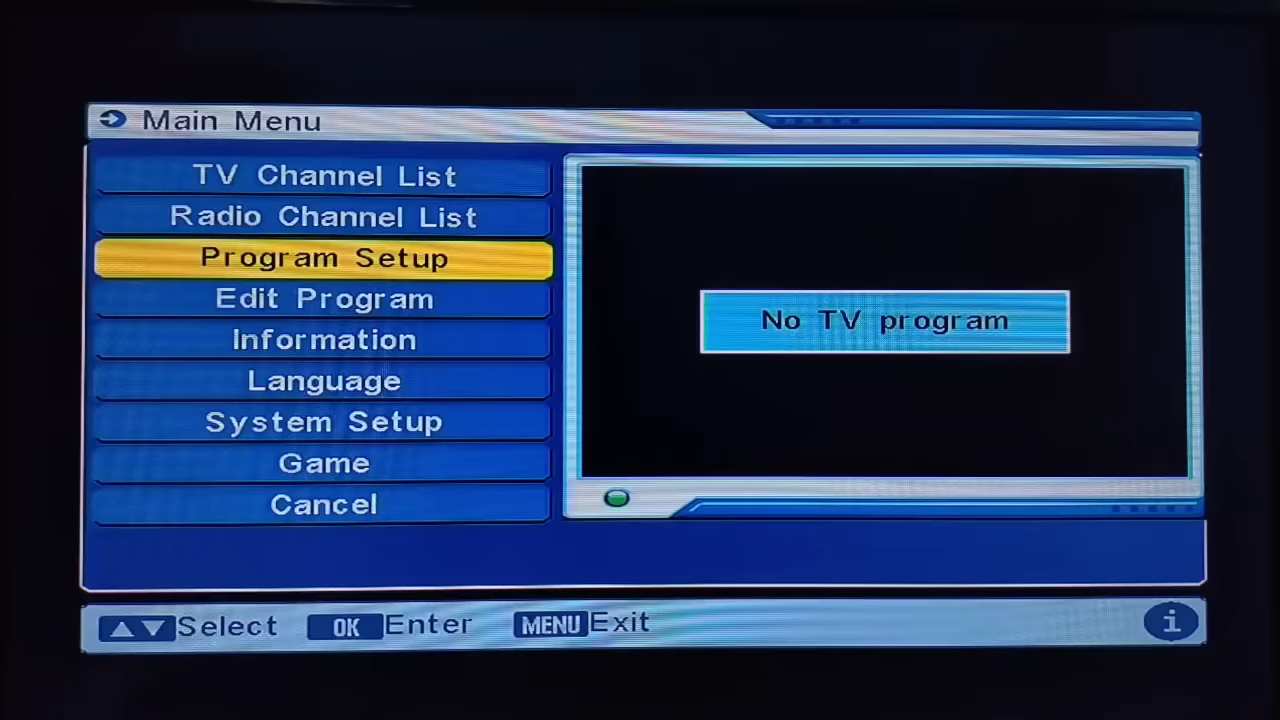 Main Menu
TV Channel List
Radio Channel List
Program Setup
Edit Program
Information
Language
System Setup
Game
Cancel
No TV program
Select OK Enter MENU Exit i